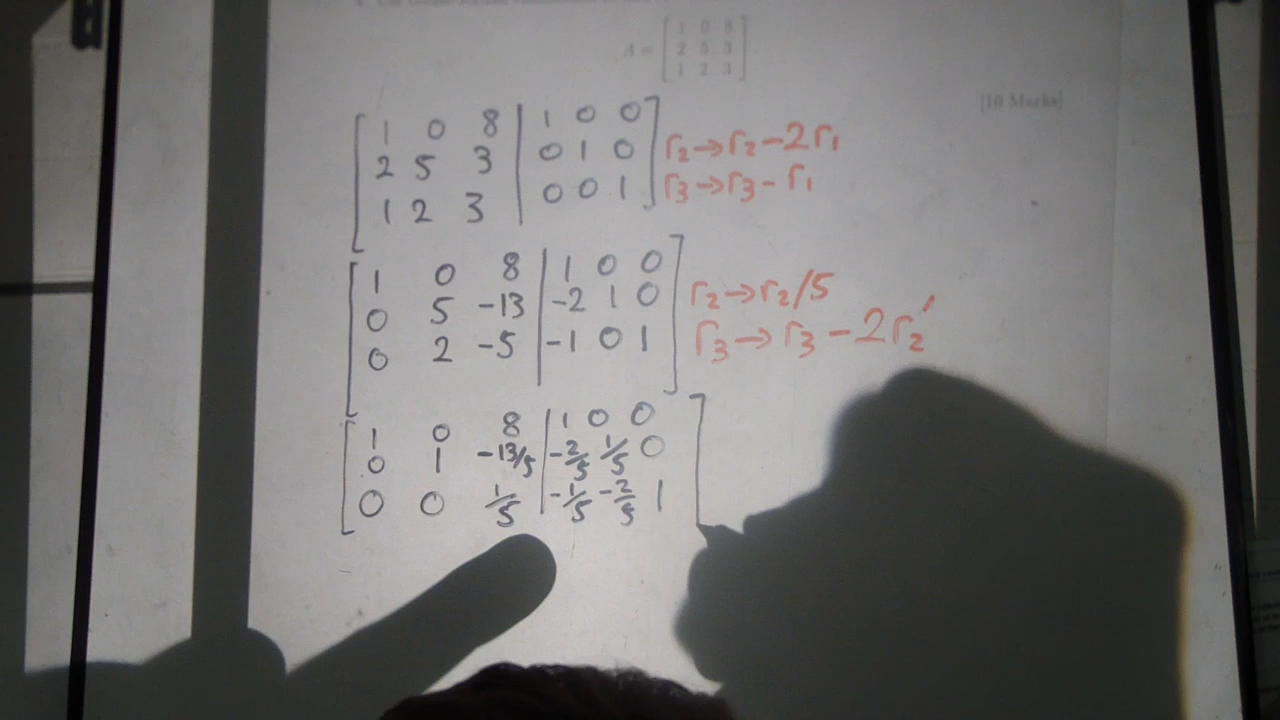 A = [ 1 0 8
2 5 3
1 2 3 ]
[10 Marks]
[ 1 0 8 | 1 0 0 ]
2 5 3 | 0 1 0 r₂→r₂-2r₁
1 2 3 | 0 0 1 r₃→r₃-r₁
[ 1 0 8 | 1 0 0 ]
0 5 -13 | -2 1 0 r₂→r₂/5
0 2 -5 | -1 0 1 r₃→r₃-2r₂'
[ 1 0 8 | 1 0 0 ]
0 1 -13/5 | -2/5 1/5 0
0 0 1/5 | -1/5 -2/5 1